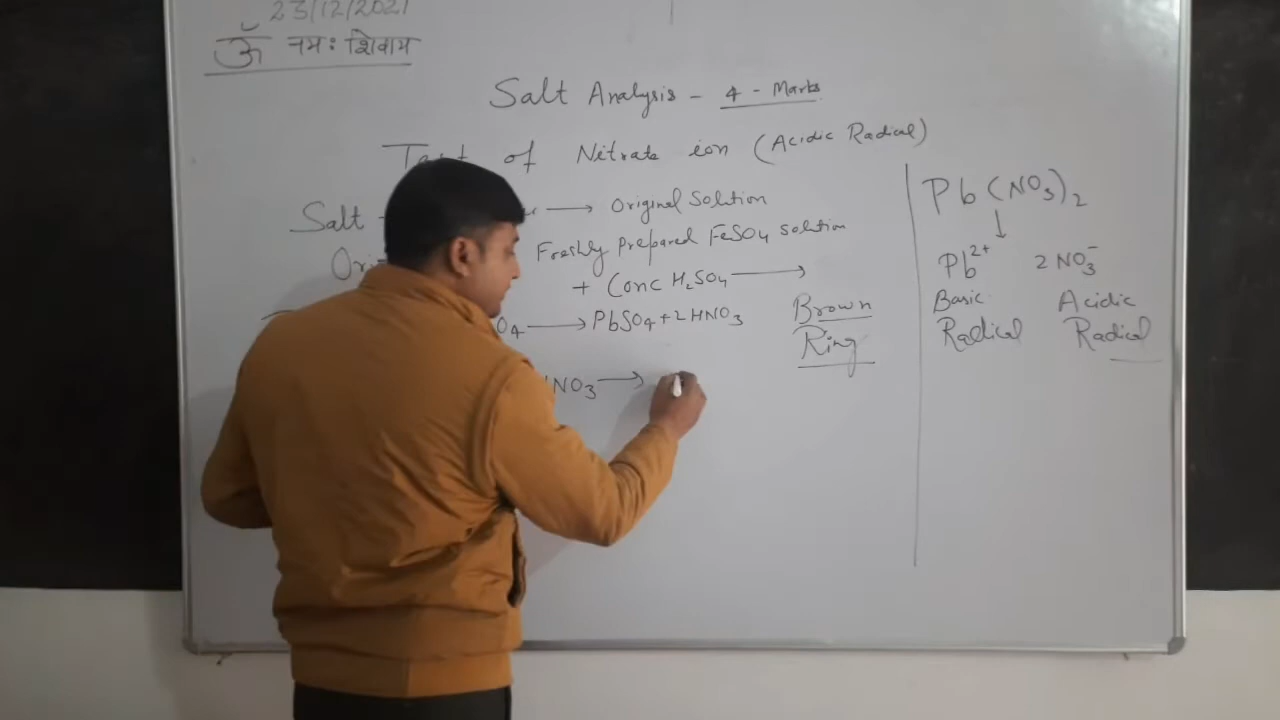 23/12/2021
ॐ नमः शिवाय
Salt Analysis - 4 - Marks
Test of Nitrate ion (Acidic Radical)
Salt → Original Solution
Freshly Prepared FeSO4 Solution
+ Conc H2SO4 →
O4 → PbSO4 + 2HNO3
Brown
Ring
NO3 →
Pb(NO3)2
↓
Pb2+ 2NO3-
Basic Acidic
Radical Radical